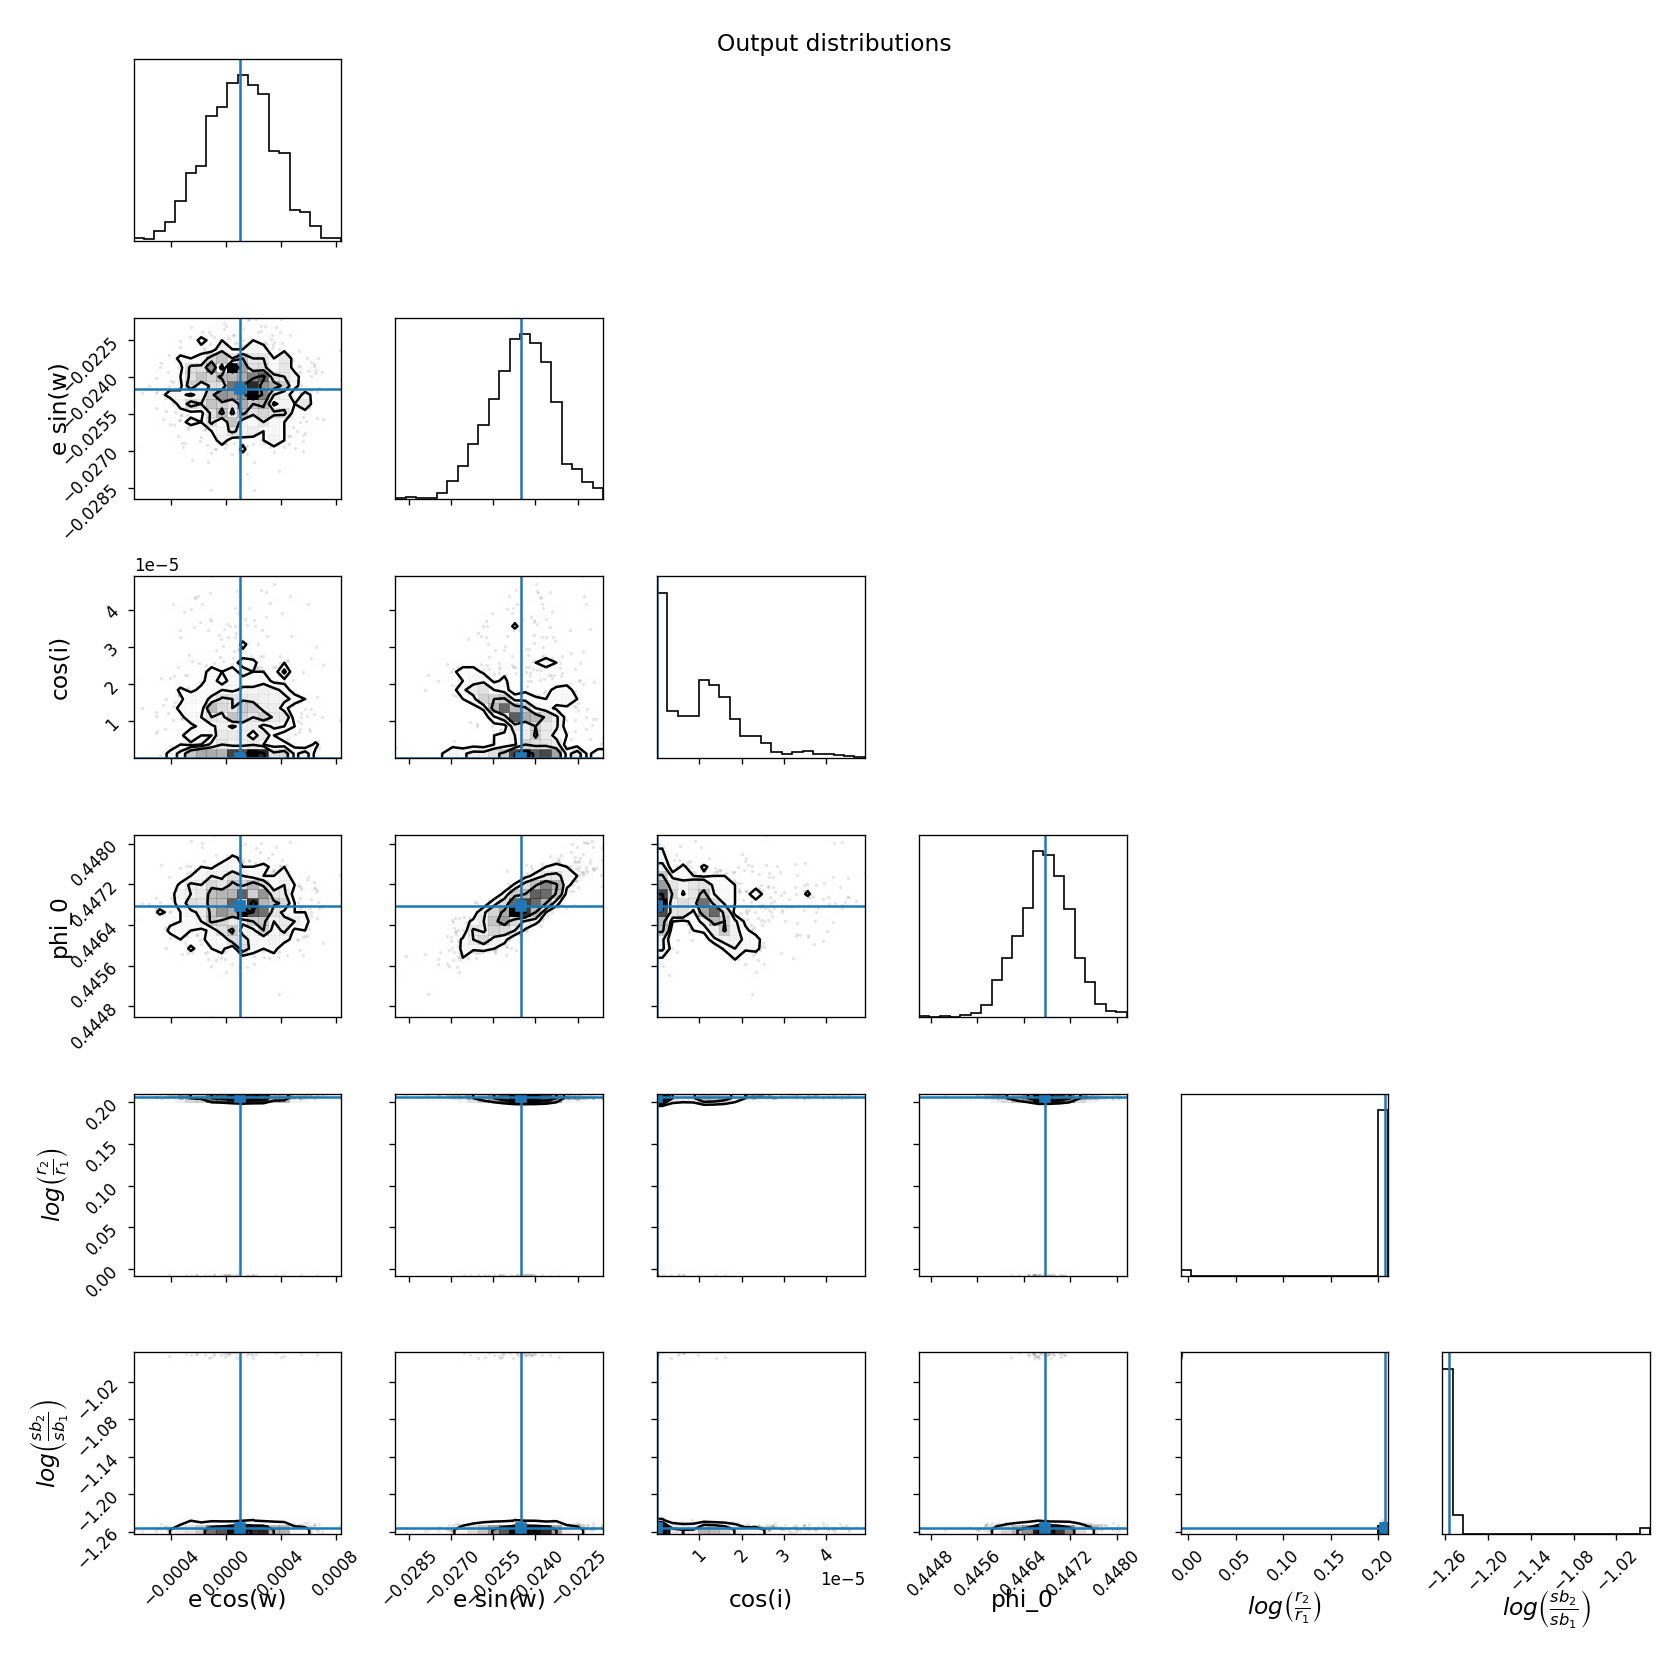 Output distributions
e sin(w)
−0.0225
−0.0240
−0.0255
−0.0270
−0.0285
1e−5
cos(i)
4
3
2
1
phi_0
0.4480
0.4472
0.4464
0.4456
0.4448
log(r2/r1)
0.20
0.15
0.10
0.05
0.00
log(sb2/sb1)
−1.02
−1.08
−1.14
−1.20
−1.26
−0.0004 0.0000 0.0004 0.0008
e cos(w)
−0.0285 −0.0270 −0.0255 −0.0240 −0.0225
e sin(w)
1 2 3 4
1e−5
cos(i)
0.4448 0.4456 0.4464 0.4472 0.4480
phi_0
0.00 0.05 0.10 0.15 0.20
log(r2/r1)
−1.26 −1.20 −1.14 −1.08 −1.02
log(sb2/sb1)